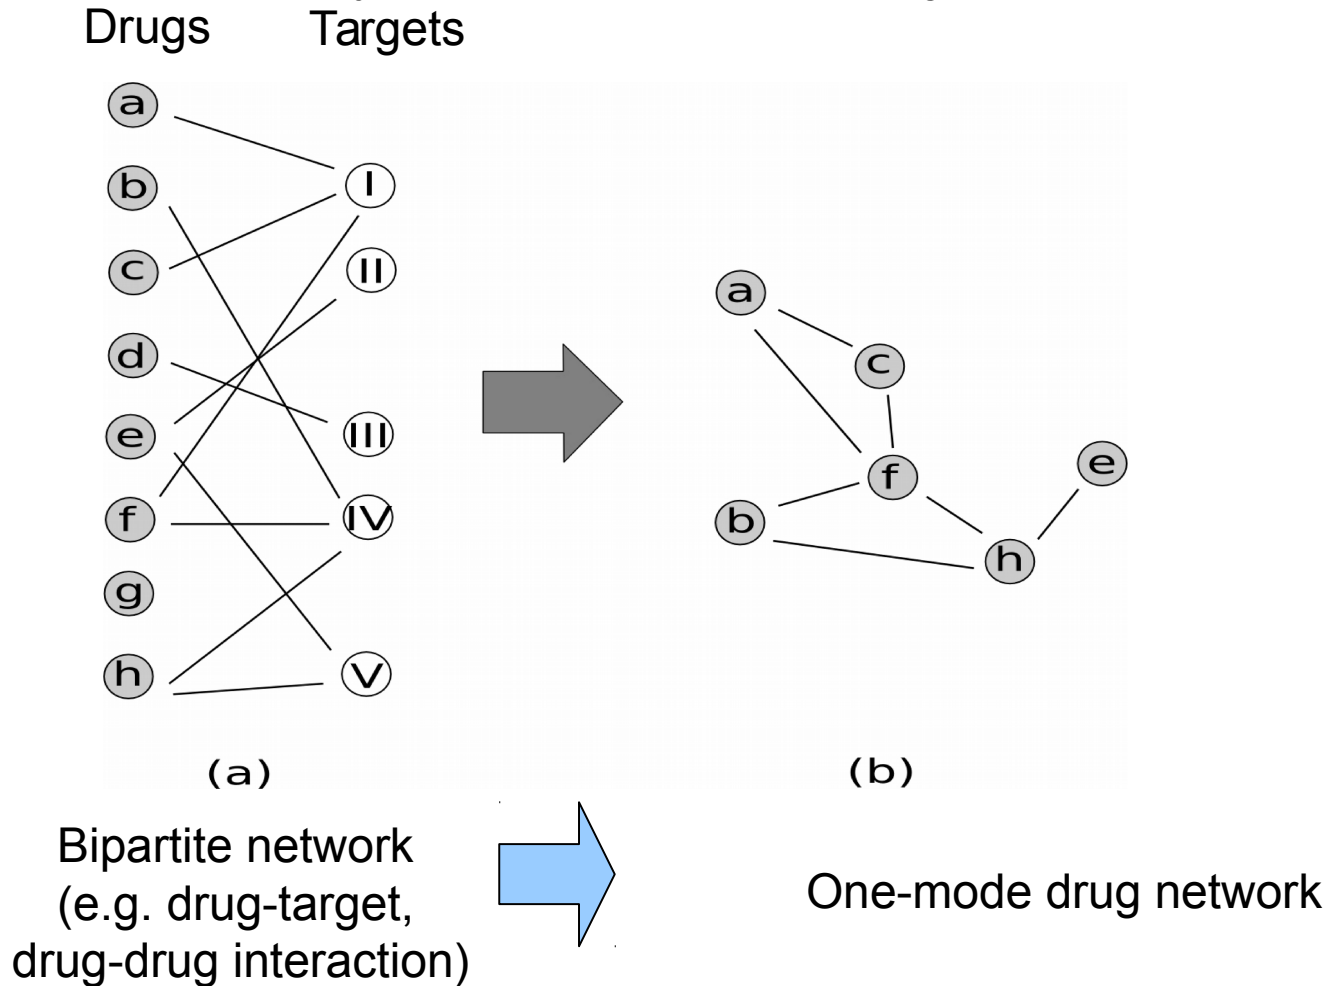 Drugs Targets
a
b
c
d
e
f
g
h
I
II
III
IV
V
(a)
a
c
f
e
b
h
(b)
Bipartite network
(e.g. drug-target,
drug-drug interaction)
One-mode drug network